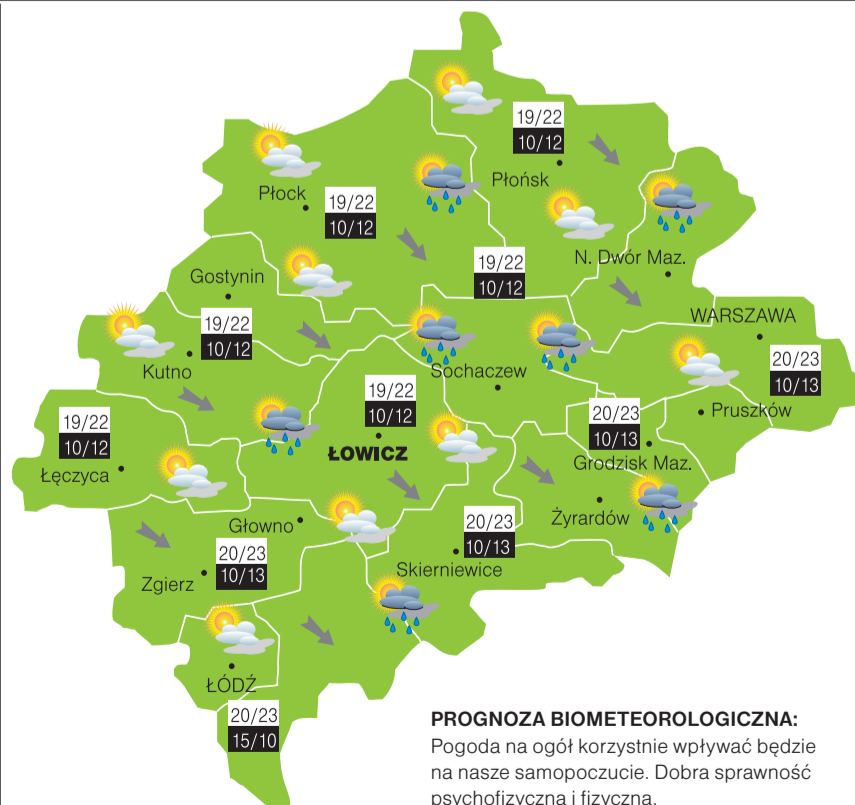 19/22
10/12
Płońsk
Płock
19/22
10/12
N. Dwór Maz.
19/22
10/12
Gostynin
WARSZAWA
19/22
10/12
Kutno
20/23
10/13
Sochaczew
19/22
10/12
ŁOWICZ
Pruszków
20/23
10/13
Grodzisk Maz.
19/22
10/12
Łęczyca
Żyrardów
Głowno
20/23
10/13
Skierniewice
20/23
10/13
Zgierz
ŁÓDŹ
20/23
15/10
PROGNOZA BIOMETEOROLOGICZNA:
Pogoda na ogół korzystnie wpływać będzie
na nasze samopoczucie. Dobra sprawność
psychofizyczna i fizyczna.